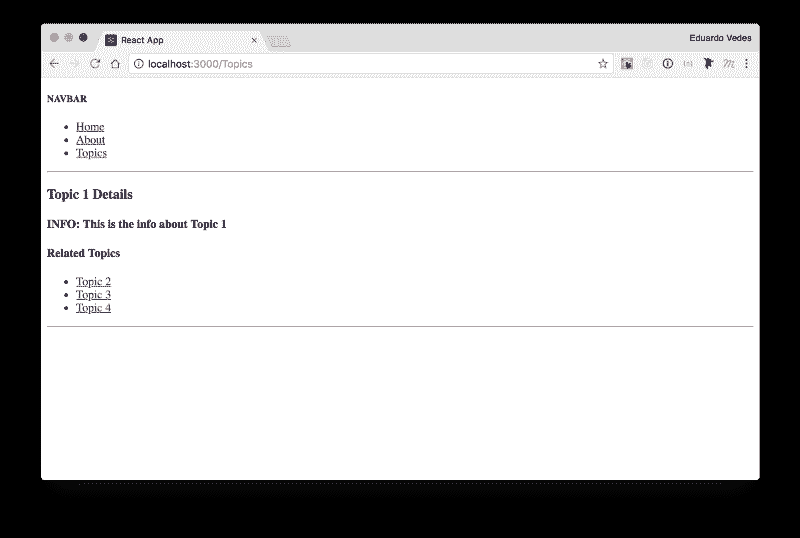 React App
Eduardo Vedes
localhost:3000/Topics
NAVBAR
Home
About
Topics
Topic 1 Details
INFO: This is the info about Topic 1
Related Topics
Topic 2
Topic 3
Topic 4